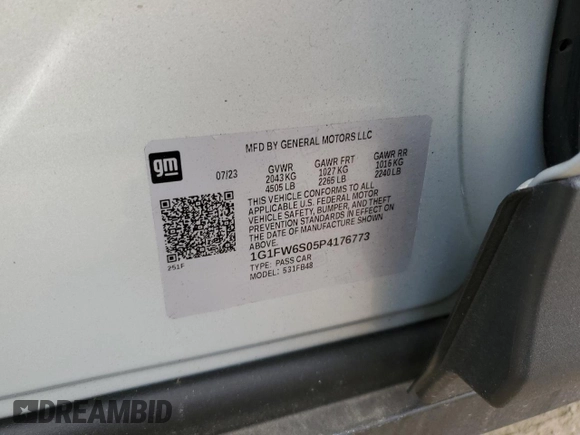 MFD BY GENERAL MOTORS LLC
gm
07/23
GVWR GAWR FRT GAWR RR
2043 KG 1027 KG 1016 KG
4505 LB 2265 LB 2240 LB
THIS VEHICLE CONFORMS TO ALL
APPLICABLE U.S. FEDERAL MOTOR
VEHICLE SAFETY, BUMPER, AND THEFT
PREVENTION STANDARDS IN EFFECT ON
THE DATE OF MANUFACTURE SHOWN
ABOVE.
251F
1G1FW6S05P4176773
TYPE: PASS CAR
MODEL: 531FB48
DREAMBID